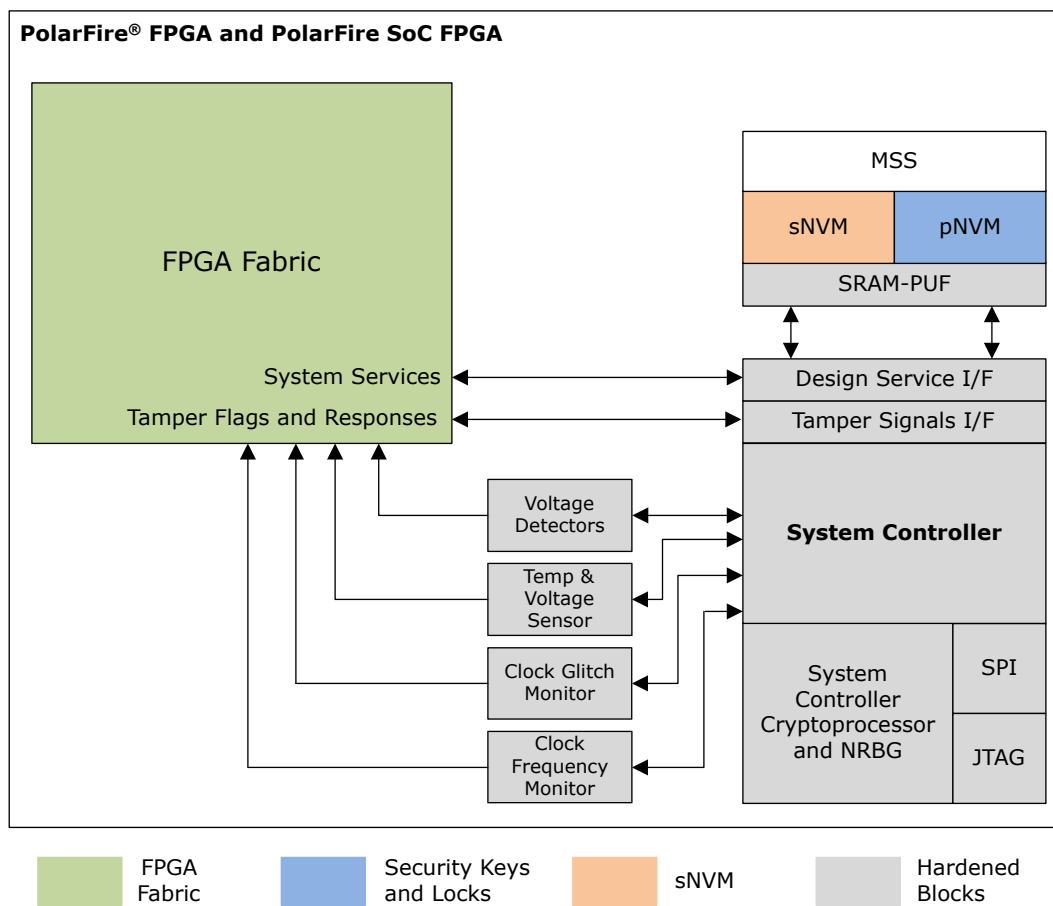 PolarFire® FPGA and PolarFire SoC FPGA
FPGA Fabric
System Services
Tamper Flags and Responses
MSS
sNVM
pNVM
SRAM-PUF
Design Service I/F
Tamper Signals I/F
System Controller
Voltage
Detectors
Temp &
Voltage
Sensor
Clock Glitch
Monitor
Clock
Frequency
Monitor
System
Controller
Cryptoprocessor
and NRBG
SPI
JTAG
FPGA
Fabric
Security Keys
and Locks
sNVM
Hardened
Blocks